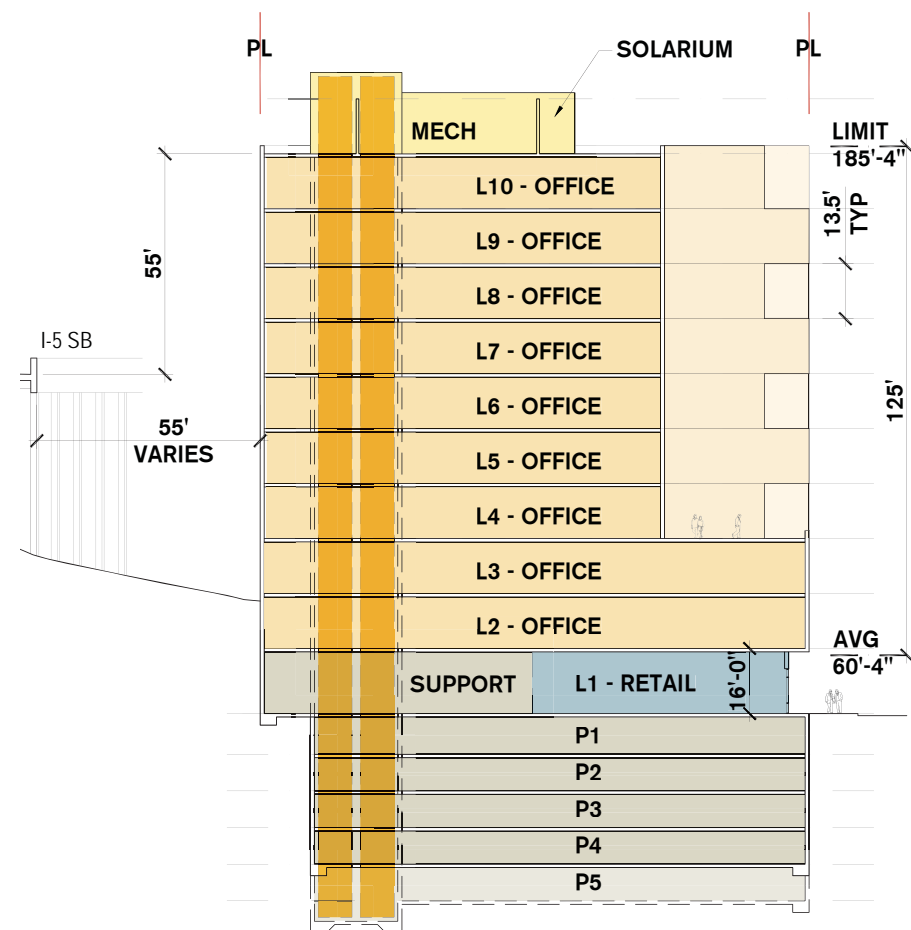 PL
PL
SOLARIUM
MECH
LIMIT
185'-4"
L10 - OFFICE
13.5'
TYP
L9 - OFFICE
55'
L8 - OFFICE
I-5 SB
L7 - OFFICE
125'
L6 - OFFICE
55'
VARIES
L5 - OFFICE
L4 - OFFICE
L3 - OFFICE
L2 - OFFICE
AVG
60'-4"
SUPPORT
L1 - RETAIL
16'-0"
P1
P2
P3
P4
P5